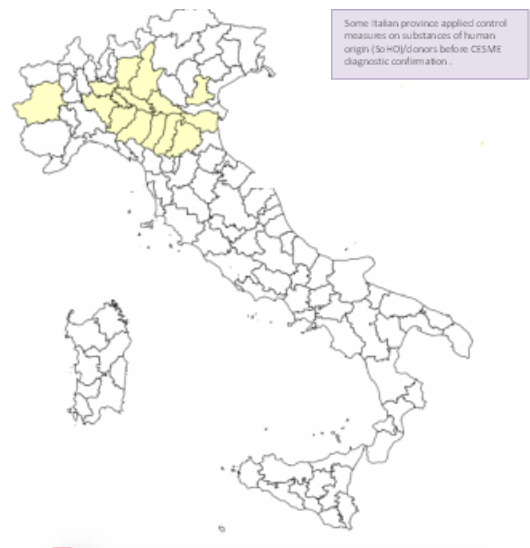 Some Italian province applied control
measures on substances of human
origin (SoHO)/donors before CESME
diagnostic confirmation .